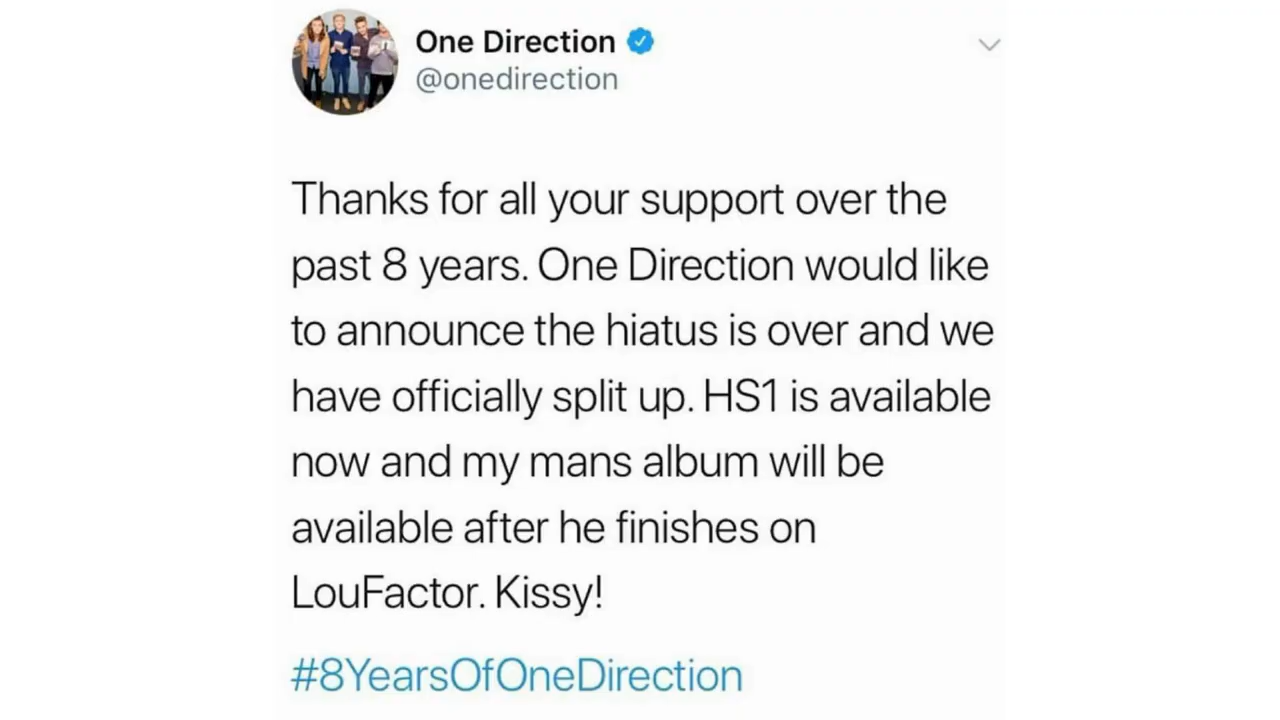 One Direction
@onedirection
Thanks for all your support over the
past 8 years. One Direction would like
to announce the hiatus is over and we
have officially split up. HS1 is available
now and my mans album will be
available after he finishes on
LouFactor. Kissy!
#8YearsOfOneDirection